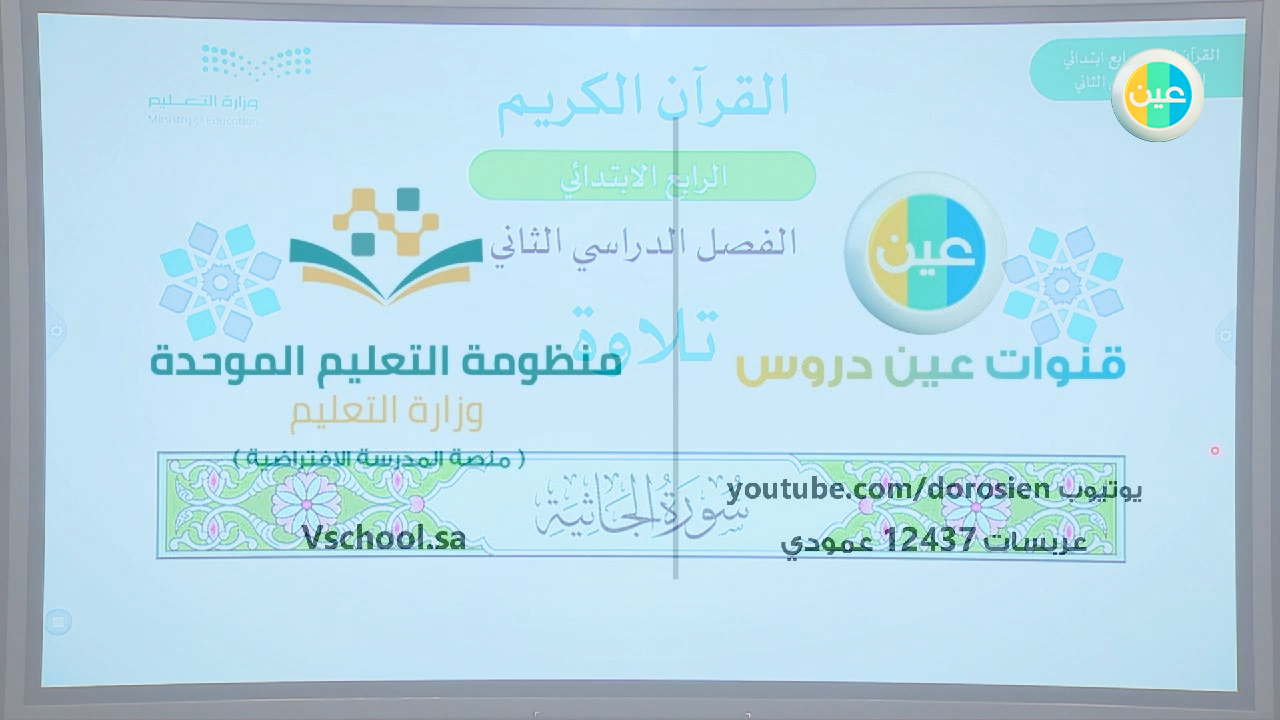 وزارة التعـليم
Ministry of Education
القرآن الكريم
عين
الرابع الابتدائي
الفصل الدراسي الثاني
تلاوة
عين
منظومة التعليم الموحدة
وزارة التعليم
( منصة المدرسة الافتراضية )
Vschool.sa
قنوات عين دروس
يوتيوب youtube.com/dorosien
عربسات 12437 عمودي
سورة الجاثية